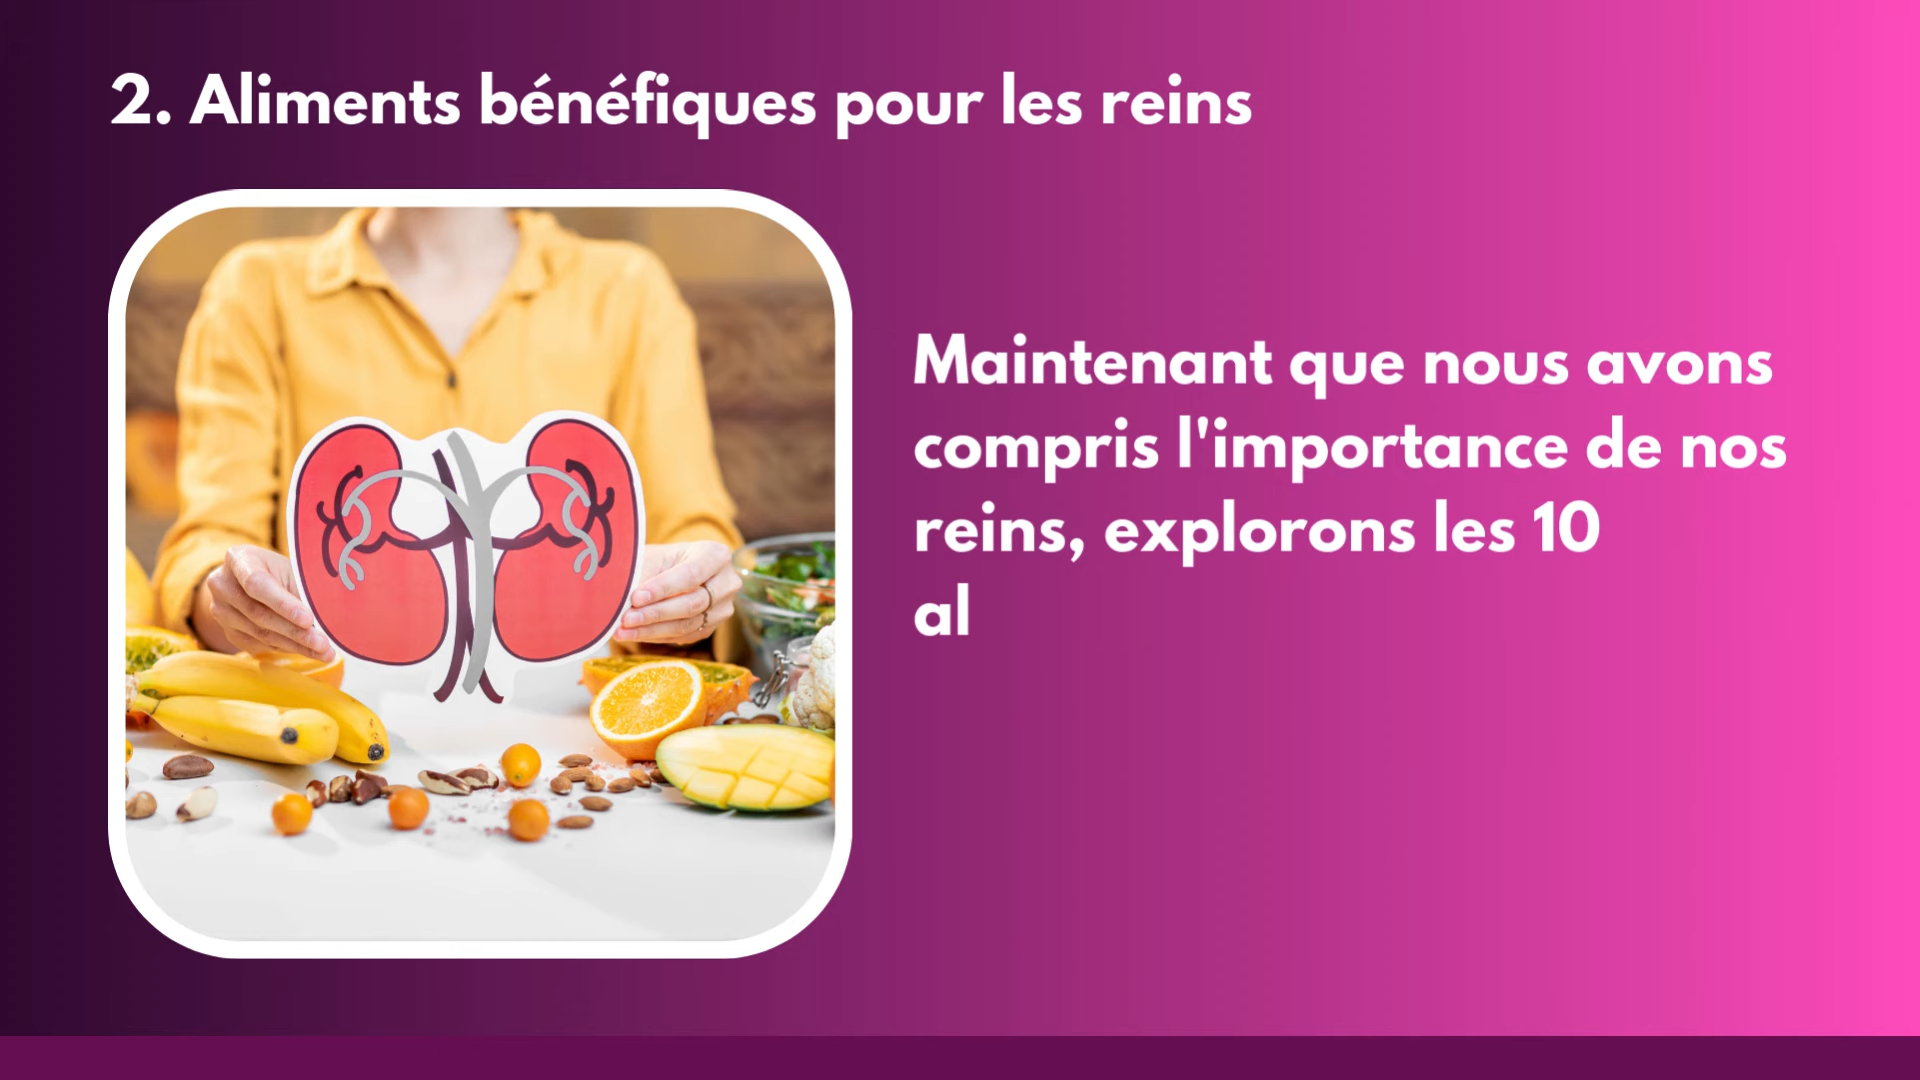 2. Aliments bénéfiques pour les reins
Maintenant que nous avons
compris l'importance de nos
reins, explorons les 10
al